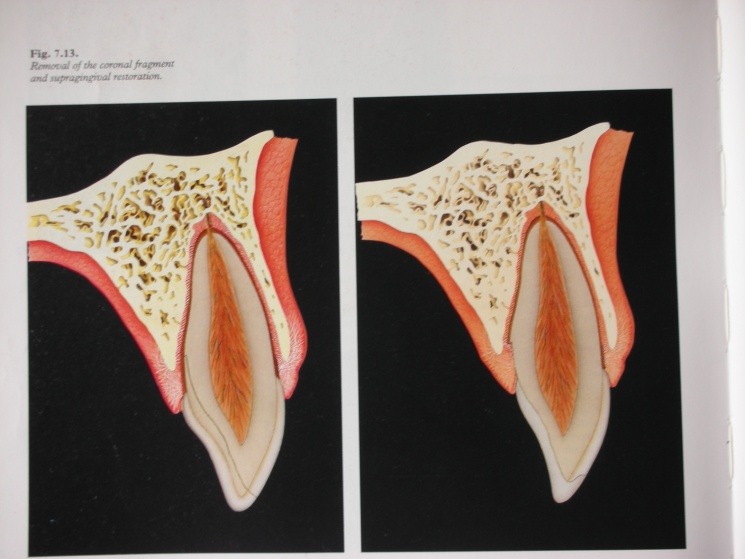 Fig. 7.13.
Removal of the coronal fragment
and supragingival restoration.